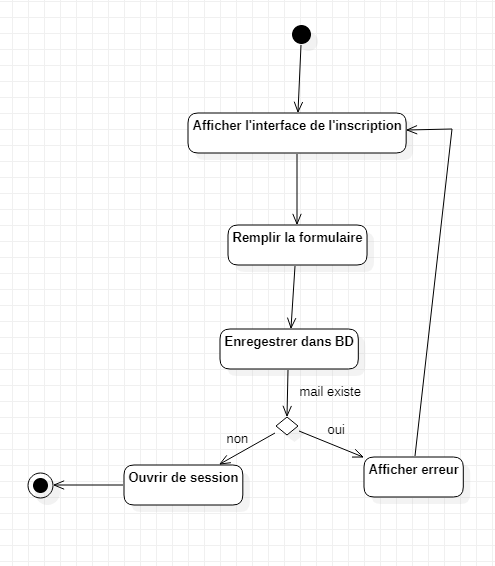 Afficher l'interface de l'inscription
Remplir la formulaire
Enregestrer dans BD
mail existe
non
oui
Ouvrir de session
Afficher erreur